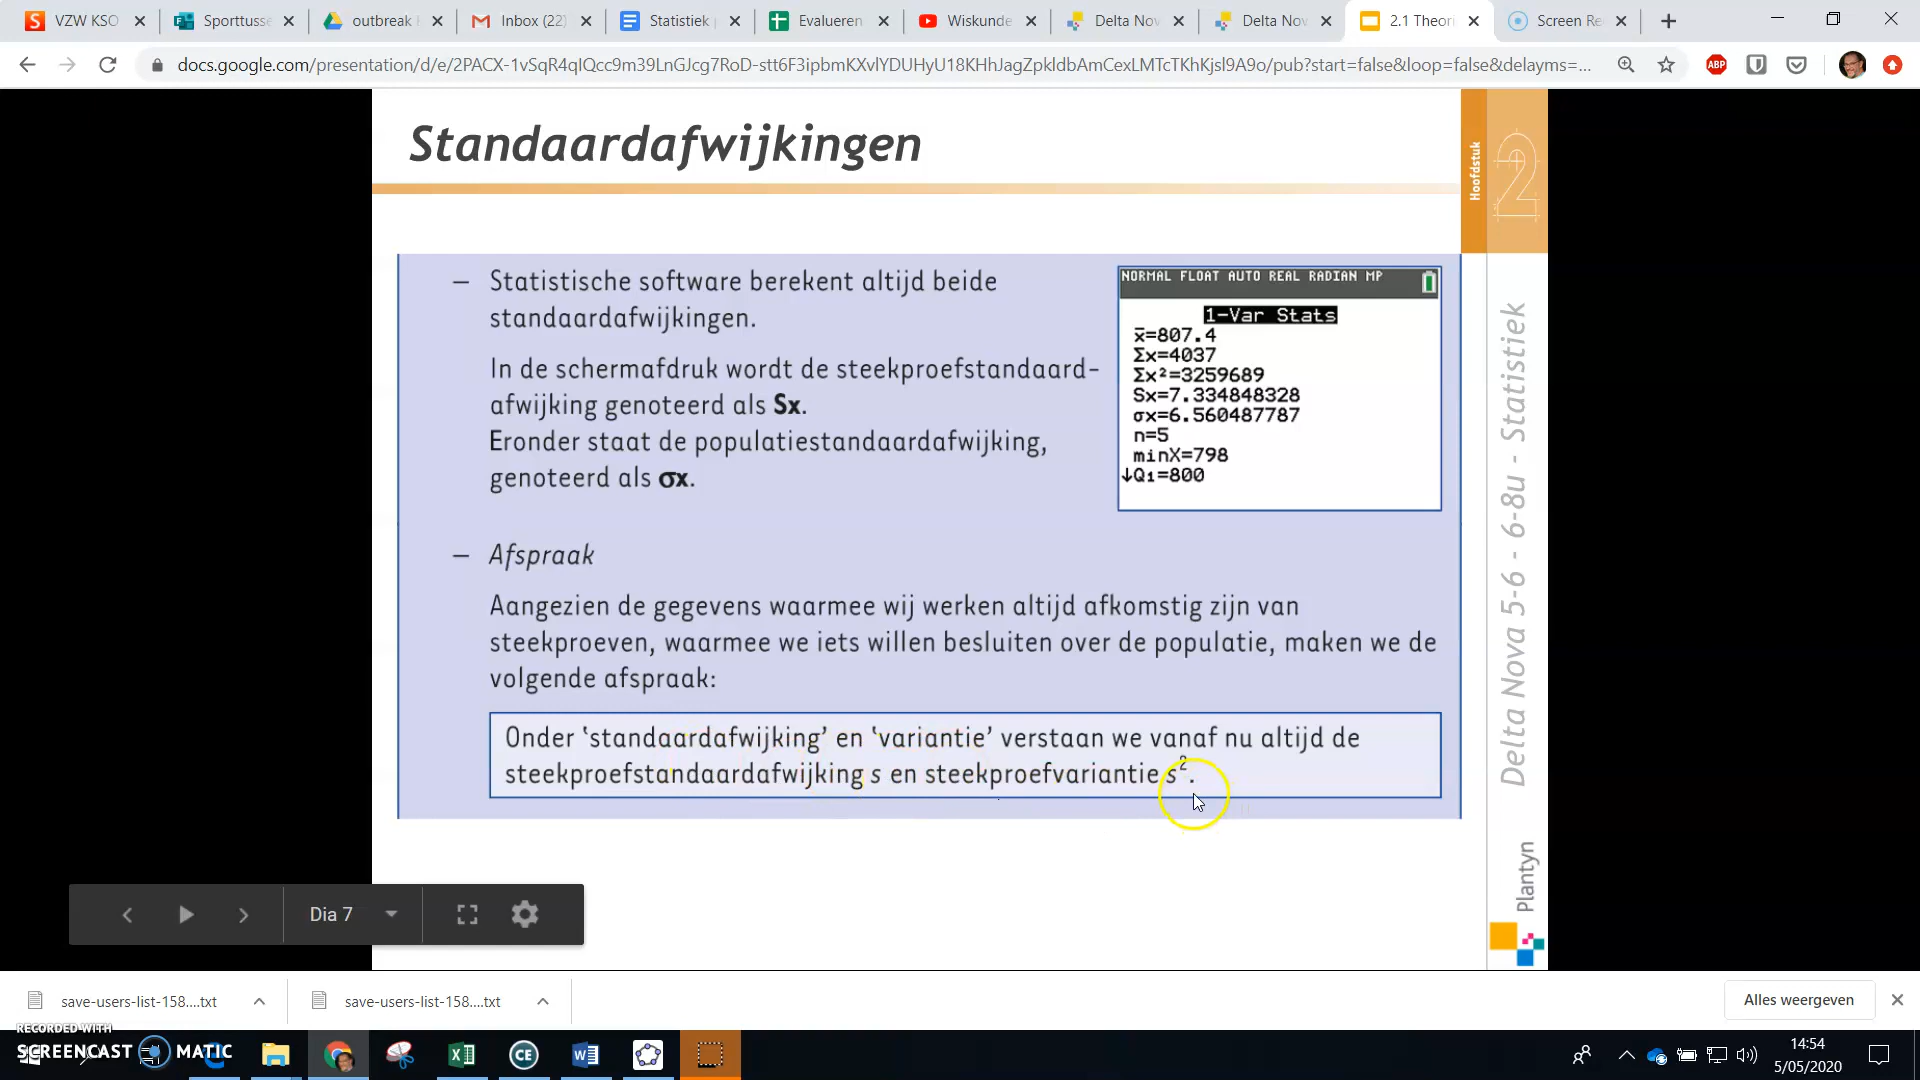 VZW KSO
Sporttuss
outbreak
Inbox (22)
Statistiek
Evalueren
Wiskunde
Delta Nov
Delta Nov
2.1 Theori
Screen Re
docs.google.com/presentation/d/e/2PACX-1vSqR4qIQcc9m39LnGJcg7RoD-stt6F3ipbmKXvlYDUHyU18KHhJagZpkldbAmCexLMTcTKhKjsl9A9o/pub?start=false&loop=false&delayms=...
ABP
Standaardafwijkingen
Hoofdstuk
2
– Statistische software berekent altijd beide
standaardafwijkingen.
In de schermafdruk wordt de steekproefstandaard-
afwijking genoteerd als Sx.
Eronder staat de populatiestandaardafwijking,
genoteerd als σx.
NORMAL FLOAT AUTO REAL RADIAN MP
1-Var Stats
x̄=807.4
Σx=4037
Σx²=3259689
Sx=7.334848328
σx=6.560487787
n=5
minX=798
↓Q₁=800
– Afspraak
Aangezien de gegevens waarmee wij werken altijd afkomstig zijn van
steekproeven, waarmee we iets willen besluiten over de populatie, maken we de
volgende afspraak:
Onder ‘standaardafwijking’ en ‘variantie’ verstaan we vanaf nu altijd de
steekproefstandaardafwijking s en steekproefvariantie s².
Delta Nova 5-6 - 6-8u - Statistiek
Plantyn
Dia 7
save-users-list-158....txt
save-users-list-158....txt
Alles weergeven
RECORDED WITH
SCREENCAST MATIC
CE
14:54
5/05/2020